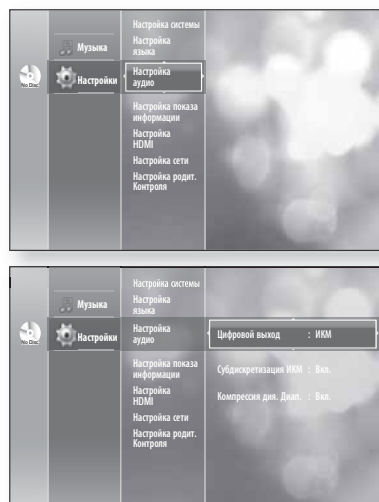 Настройка системы
Музыка
Настройка
языка
No Disc
Настройки
Настройка
аудио
Настройка показа
информации
Настройка
HDMI
Настройка сети
Настройка родит.
Контроля
Настройка системы
Музыка
Настройка
языка
No Disc
Настройки
Настройка
аудио
Цифровой выход : ИКМ
Настройка показа
информации
Субдискретизация ИКМ : Вкл.
Настройка
HDMI
Компрессия дия. Диап. : Вкл.
Настройка сети
Настройка родит.
Контроля